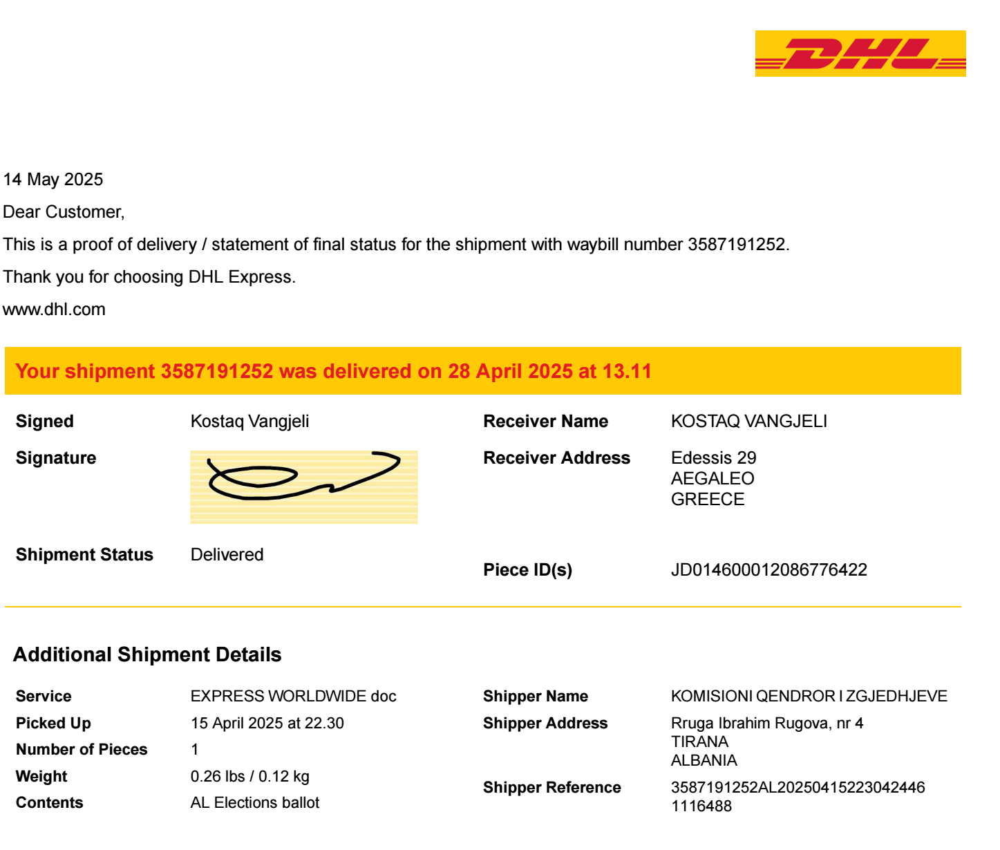 DHL
14 May 2025
Dear Customer,
This is a proof of delivery / statement of final status for the shipment with waybill number 3587191252.
Thank you for choosing DHL Express.
www.dhl.com
Your shipment 3587191252 was delivered on 28 April 2025 at 13.11
Signed Kostaq Vangjeli
Receiver Name KOSTAQ VANGJELI
Signature
Receiver Address Edessis 29
AEGALEO
GREECE
Shipment Status Delivered
Piece ID(s) JD014600012086776422
Additional Shipment Details
Service EXPRESS WORLDWIDE doc
Shipper Name KOMISIONI QENDROR I ZGJEDHJEVE
Picked Up 15 April 2025 at 22.30
Shipper Address Rruga Ibrahim Rugova, nr 4
TIRANA
ALBANIA
Number of Pieces 1
Weight 0.26 lbs / 0.12 kg
Shipper Reference 3587191252AL20250415223042446
1116488
Contents AL Elections ballot